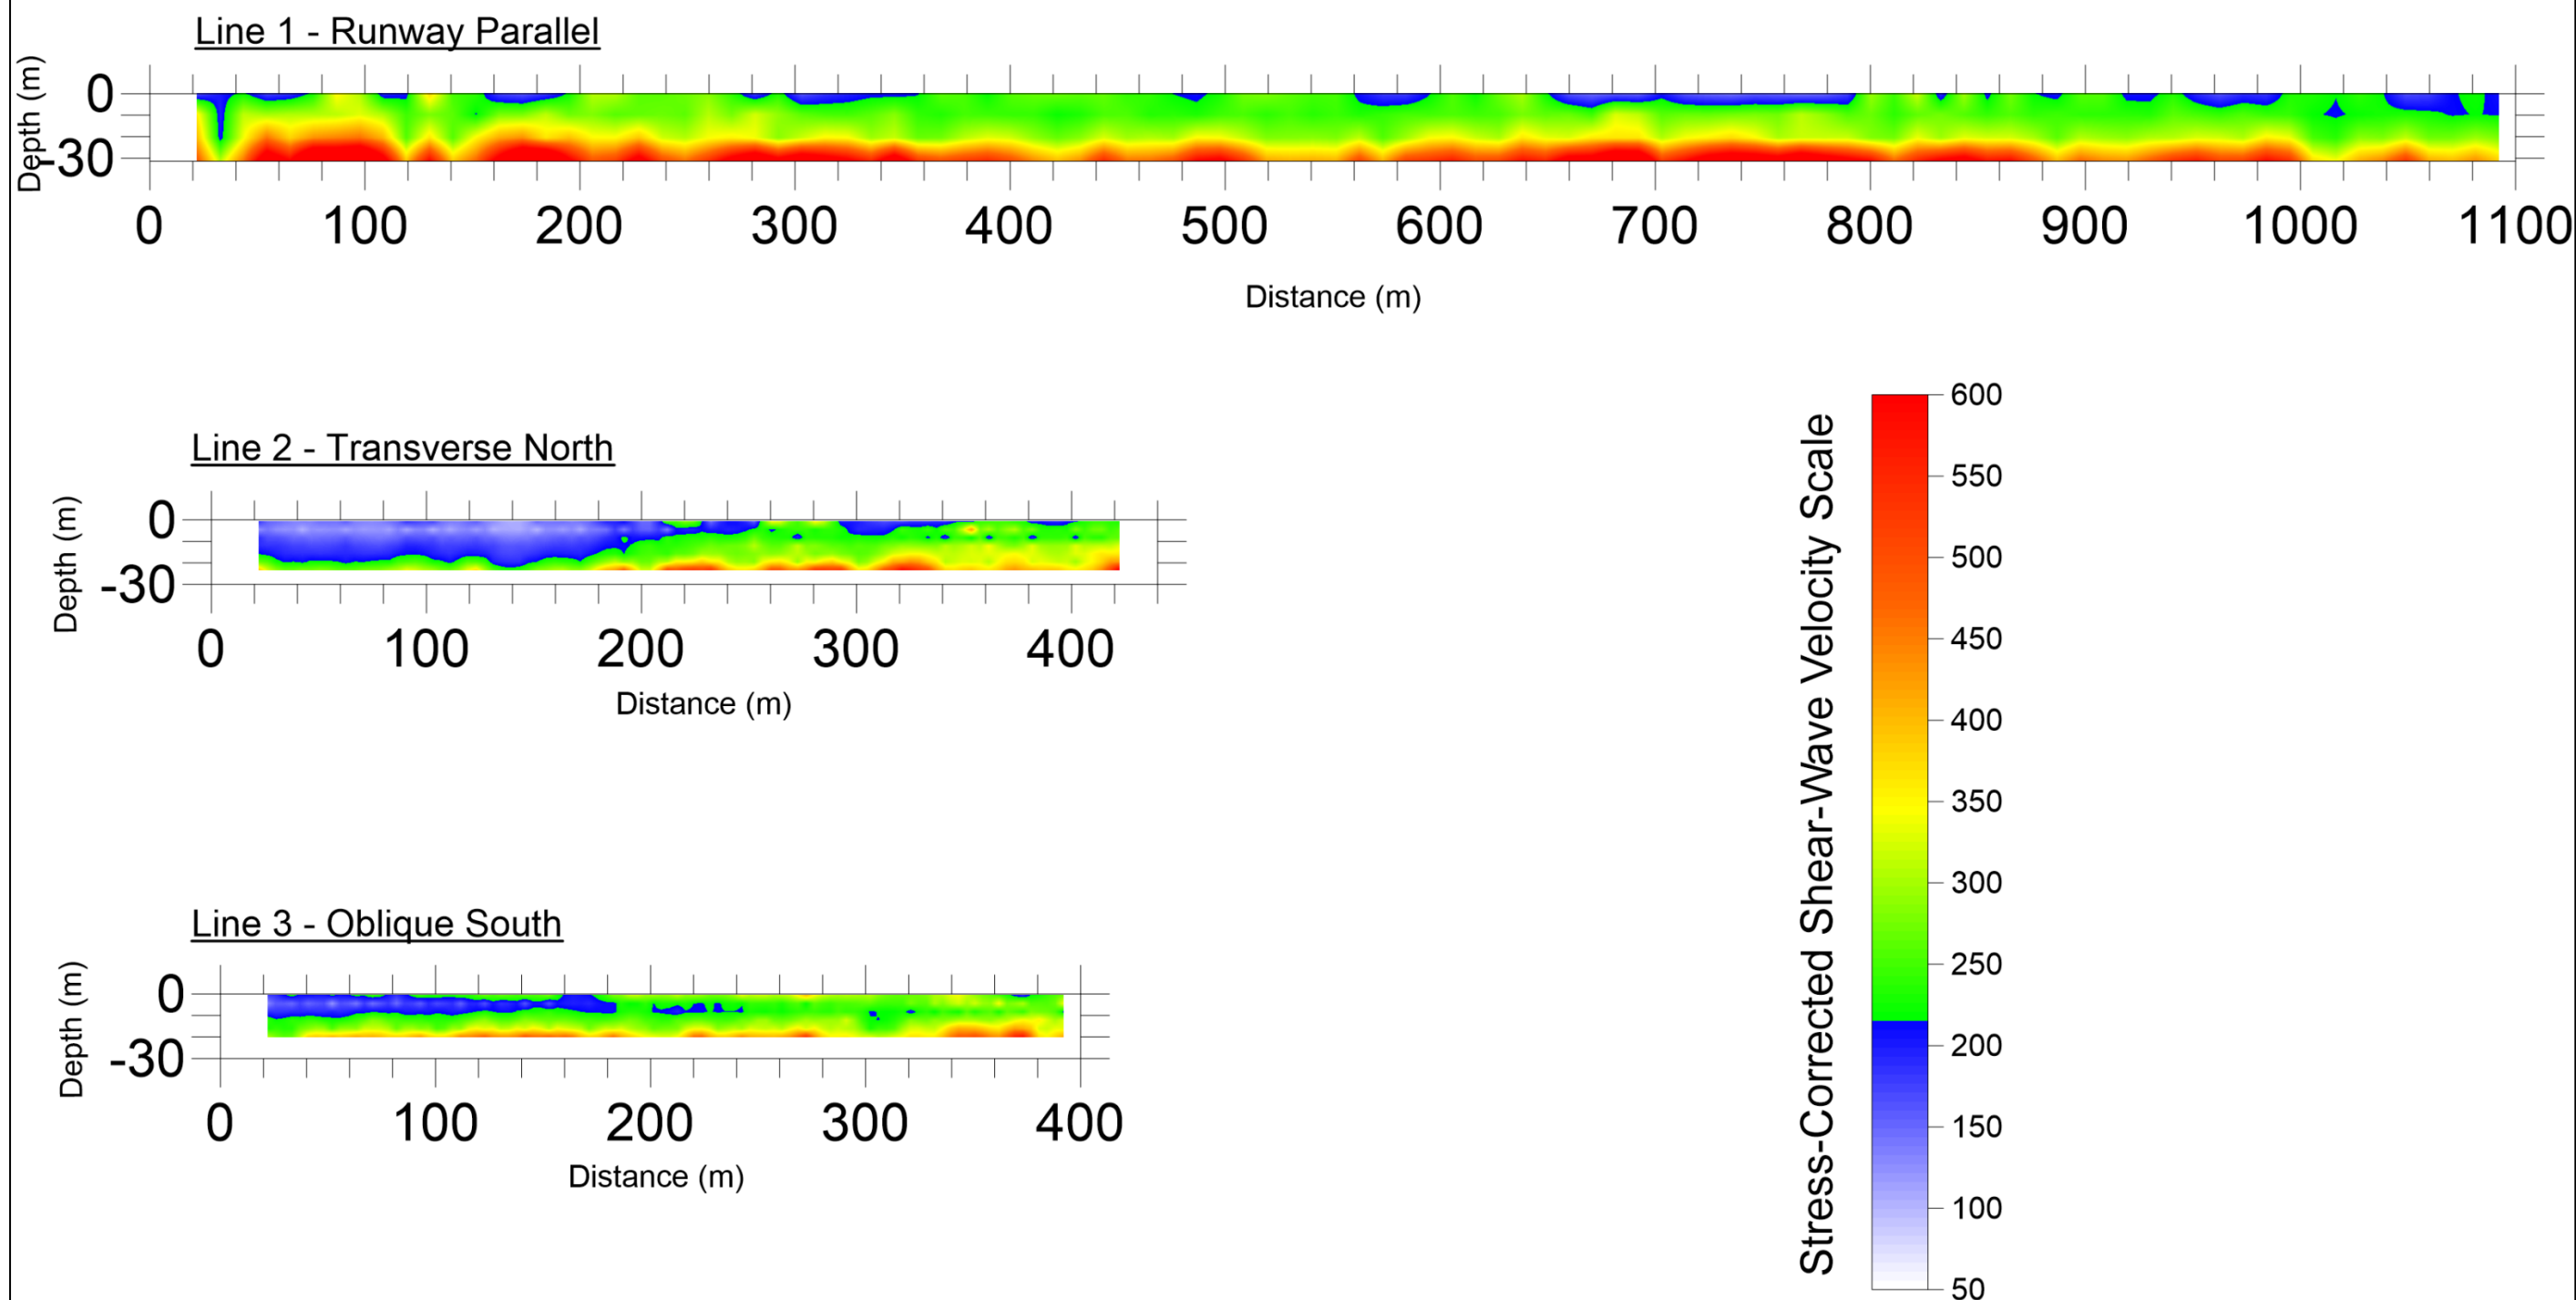 Line 1 - Runway Parallel
Depth (m)
0
-30
0 100 200 300 400 500 600 700 800 900 1000 1100
Distance (m)
Line 2 - Transverse North
Depth (m)
0
-30
0 100 200 300 400
Distance (m)
Line 3 - Oblique South
Depth (m)
0
-30
0 100 200 300 400
Distance (m)
Stress-Corrected Shear-Wave Velocity Scale
600
550
500
450
400
350
300
250
200
150
100
50